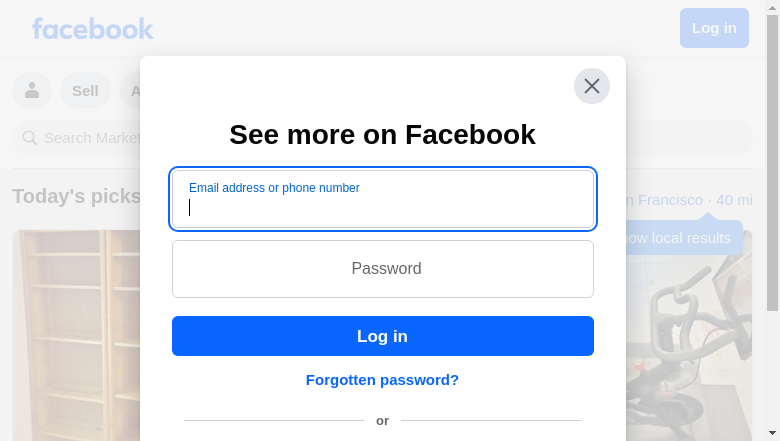 facebook
Log in
Sell
Search Market
Today's picks
n Francisco · 40 mi
ow local results
See more on Facebook
Email address or phone number
Password
Log in
Forgotten password?
or